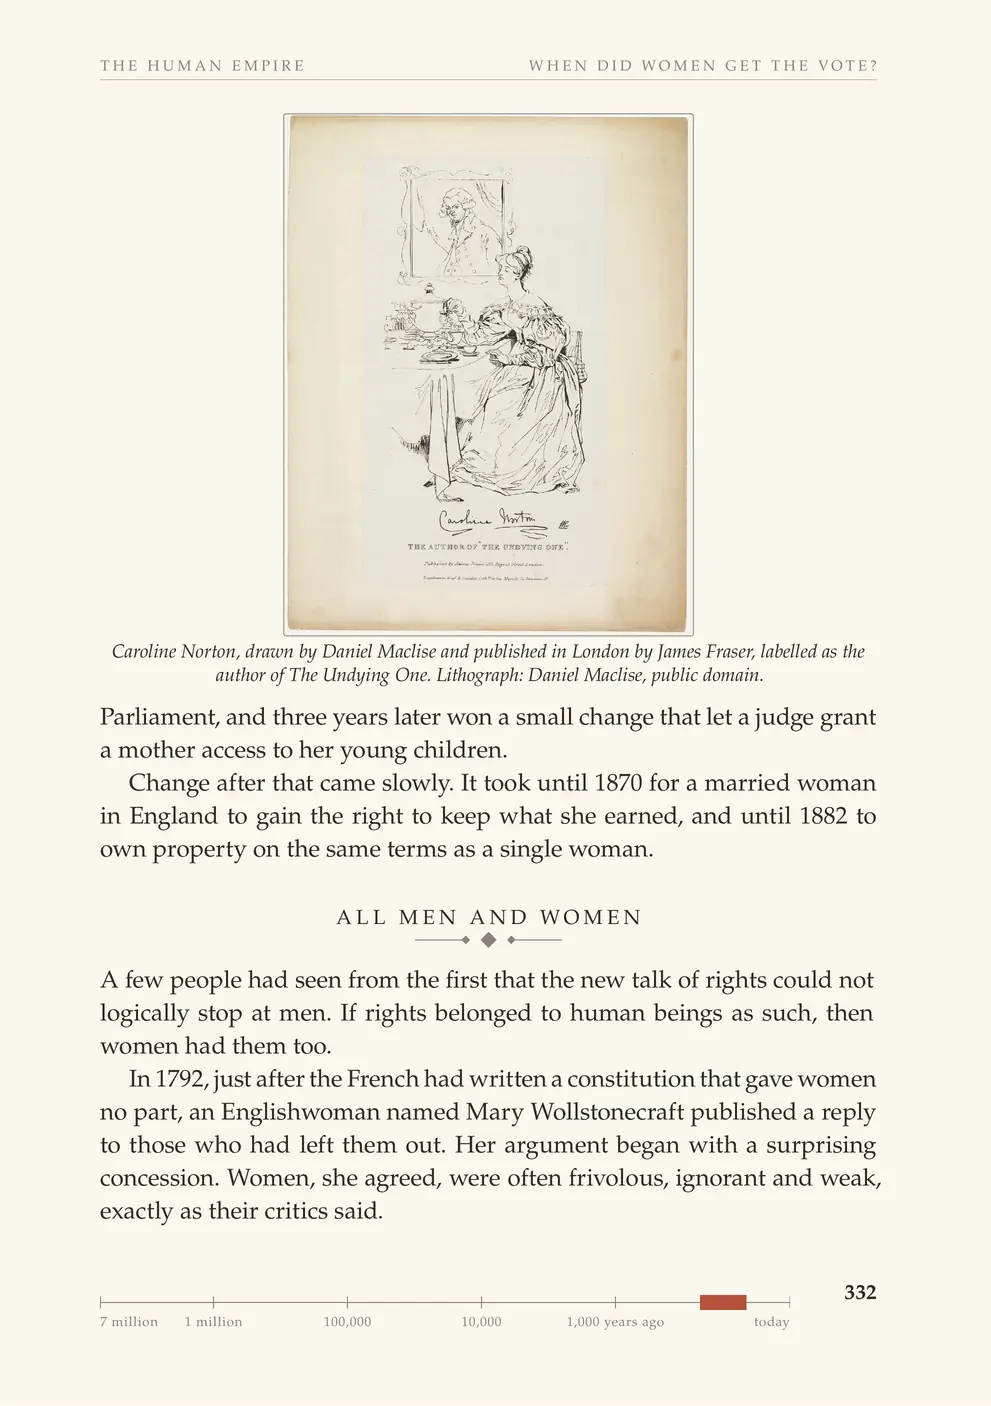 THE HUMAN EMPIRE
WHEN DID WOMEN GET THE VOTE?
Caroline Norton
THE AUTHOR OF "THE UNDYING ONE".
Published by James Fraser 215, Regent Street London.
Caroline Norton, drawn by Daniel Maclise and published in London by James Fraser, labelled as the
author of The Undying One. Lithograph: Daniel Maclise, public domain.
Parliament, and three years later won a small change that let a judge grant
a mother access to her young children.
Change after that came slowly. It took until 1870 for a married woman
in England to gain the right to keep what she earned, and until 1882 to
own property on the same terms as a single woman.
ALL MEN AND WOMEN
A few people had seen from the first that the new talk of rights could not
logically stop at men. If rights belonged to human beings as such, then
women had them too.
In 1792, just after the French had written a constitution that gave women
no part, an Englishwoman named Mary Wollstonecraft published a reply
to those who had left them out. Her argument began with a surprising
concession. Women, she agreed, were often frivolous, ignorant and weak,
exactly as their critics said.
332
7 million 1 million 100,000 10,000 1,000 years ago today